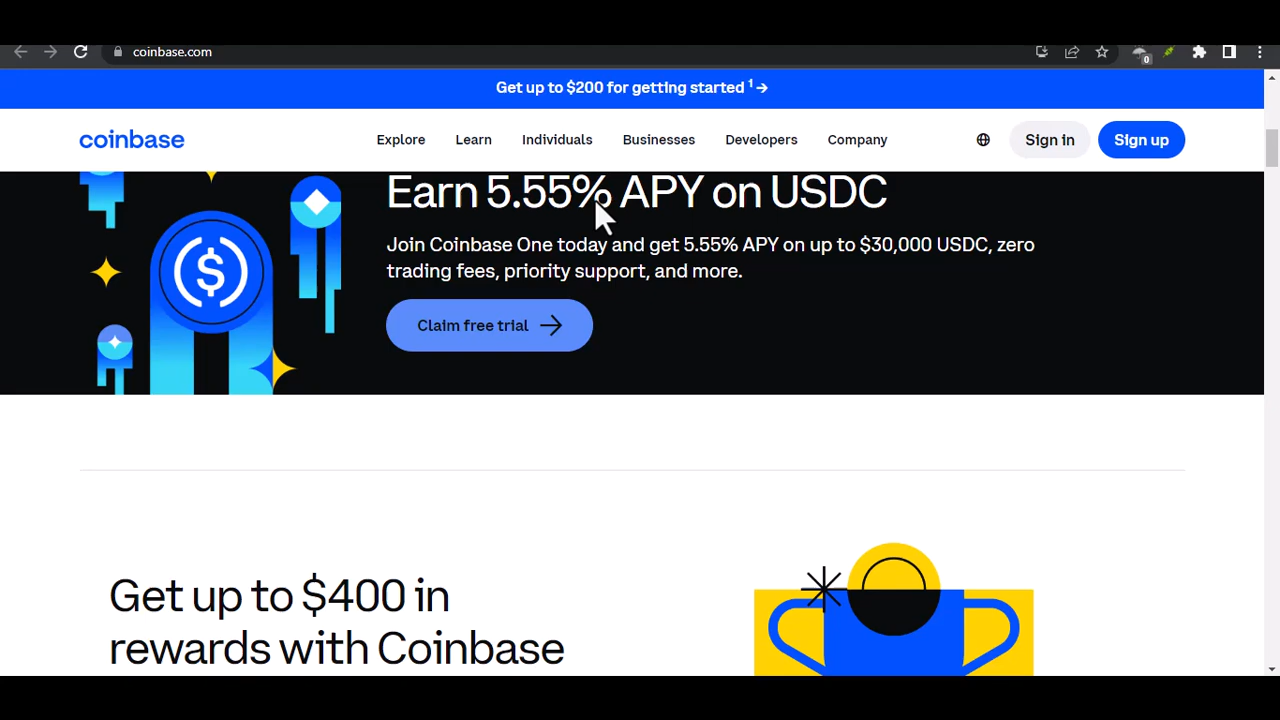 coinbase.com
0
Get up to $200 for getting started 1 →
coinbase Explore Learn Individuals Businesses Developers Company Sign in Sign up
Earn 5.55% APY on USDC
Join Coinbase One today and get 5.55% APY on up to $30,000 USDC, zero
trading fees, priority support, and more.
Claim free trial →
Get up to $400 in
rewards with Coinbase